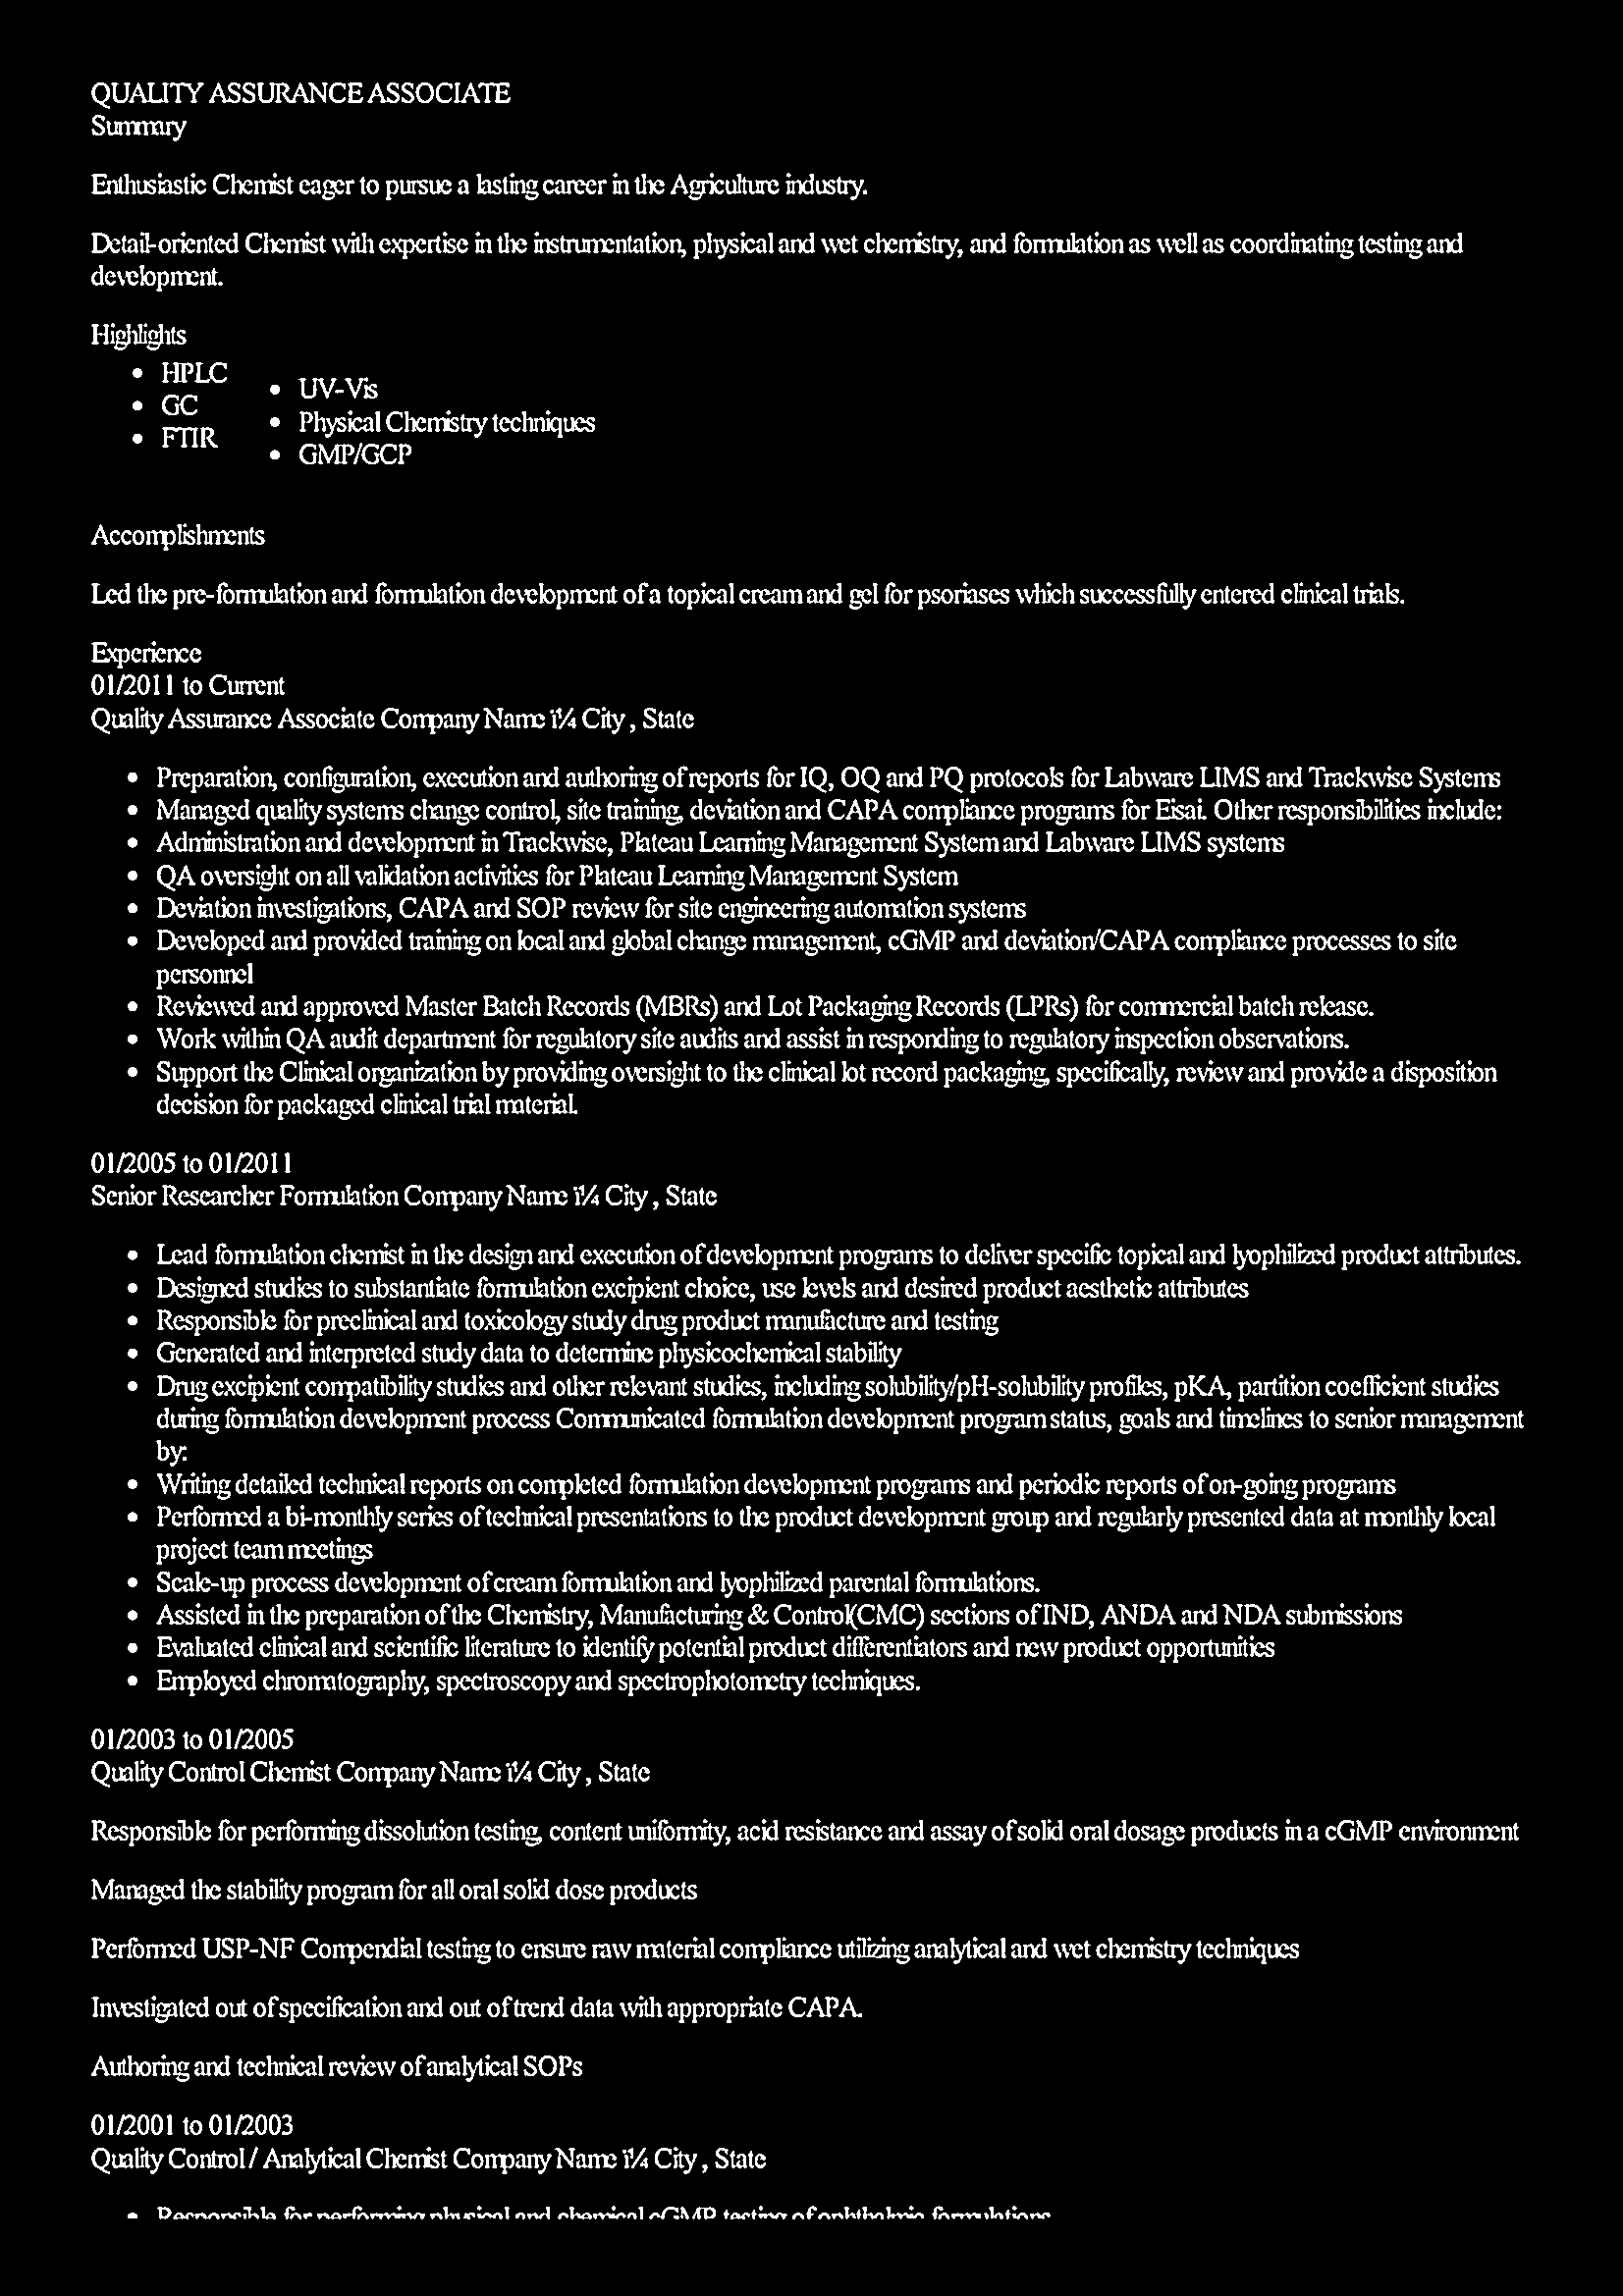 QUALITY ASSURANCE ASSOCIATE
Summary
Enthusiastic Chemist eager to pursue a lasting career in the Agriculture industry.
Detail-oriented Chemist with expertise in the instrumentation, physical and wet chemistry, and formulation as well as coordinating testing and
development.
Highlights
• HPLC
• GC
• FTIR
• UV-Vis
• Physical Chemistry techniques
• GMP/GCP
Accomplishments
Led the pre-formulation and formulation development of a topical cream and gel for psoriases which successfully entered clinical trials.
Experience
01/2011 to Current
Quality Assurance Associate Company Name ï¼ City , State
• Preparation, configuration, execution and authoring of reports for IQ, OQ and PQ protocols for Labware LIMS and Trackwise Systems
• Managed quality systems change control, site training, deviation and CAPA compliance programs for Eisai. Other responsibilities include:
• Administration and development in Trackwise, Plateau Learning Management System and Labware LIMS systems
• QA oversight on all validation activities for Plateau Learning Management System
• Deviation investigations, CAPA and SOP review for site engineering automation systems
• Developed and provided training on local and global change management, cGMP and deviation/CAPA compliance processes to site
personnel
• Reviewed and approved Master Batch Records (MBRs) and Lot Packaging Records (LPRs) for commercial batch release.
• Work within QA audit department for regulatory site audits and assist in responding to regulatory inspection observations.
• Support the Clinical organization by providing oversight to the clinical lot record packaging, specifically, review and provide a disposition
decision for packaged clinical trial material.
01/2005 to 01/2011
Senior Researcher Formulation Company Name ï¼ City , State
• Lead formulation chemist in the design and execution of development programs to deliver specific topical and lyophilized product attributes.
• Designed studies to substantiate formulation excipient choice, use levels and desired product aesthetic attributes
• Responsible for preclinical and toxicology study drug product manufacture and testing
• Generated and interpreted study data to determine physicochemical stability
• Drug excipient compatibility studies and other relevant studies, including solubility/pH-solubility profiles, pKA, partition coefficient studies
during formulation development process Communicated formulation development program status, goals and timelines to senior management
by:
• Writing detailed technical reports on completed formulation development programs and periodic reports of on-going programs
• Performed a bi-monthly series of technical presentations to the product development group and regularly presented data at monthly local
project team meetings
• Scale-up process development of cream formulation and lyophilized parental formulations.
• Assisted in the preparation of the Chemistry, Manufacturing & Control(CMC) sections of IND, ANDA and NDA submissions
• Evaluated clinical and scientific literature to identify potential product differentiators and new product opportunities
• Employed chromatography, spectroscopy and spectrophotometry techniques.
01/2003 to 01/2005
Quality Control Chemist Company Name ï¼ City , State
Responsible for performing dissolution testing, content uniformity, acid resistance and assay of solid oral dosage products in a cGMP environment
Managed the stability program for all oral solid dose products
Performed USP-NF Compendial testing to ensure raw material compliance utilizing analytical and wet chemistry techniques
Investigated out of specification and out of trend data with appropriate CAPA.
Authoring and technical review of analytical SOPs
01/2001 to 01/2003
Quality Control / Analytical Chemist Company Name ï¼ City , State
• Responsible for performing physical and chemical cGMP testing of ophthalmic formulations